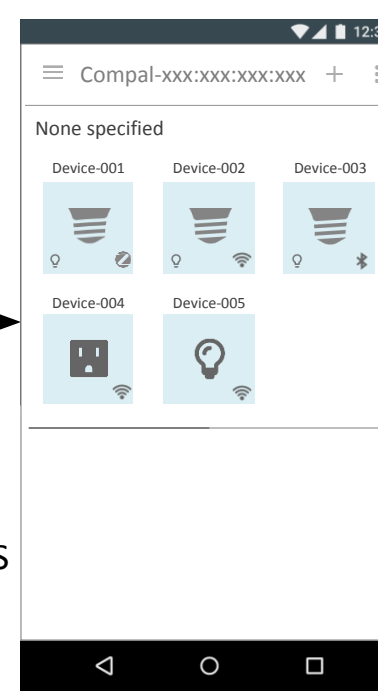 12:3
Compal-xxx:xxx:xxx:xxx +
None specified
Device-001 Device-002 Device-003
Device-004 Device-005
S